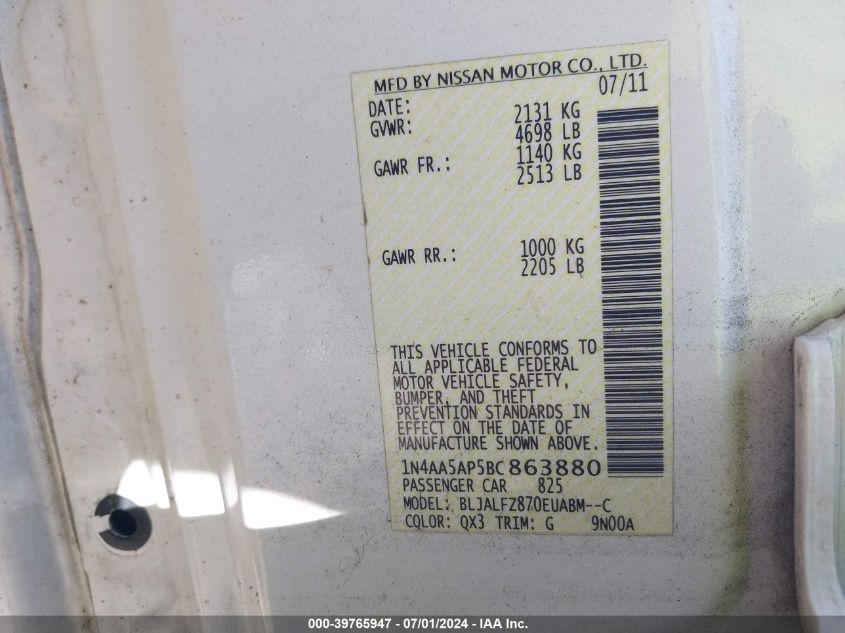 MFD BY NISSAN MOTOR CO., LTD.
DATE: 07/11
GVWR: 2131 KG
4698 LB
GAWR FR.: 1140 KG
2513 LB
GAWR RR.: 1000 KG
2205 LB
THIS VEHICLE CONFORMS TO
ALL APPLICABLE FEDERAL
MOTOR VEHICLE SAFETY,
BUMPER, AND THEFT
PREVENTION STANDARDS IN
EFFECT ON THE DATE OF
MANUFACTURE SHOWN ABOVE.
1N4AA5AP5BC863880
PASSENGER CAR 825
MODEL: BLJALFZ870EUABM--C
COLOR: QX3 TRIM: G 9N00A
000-39765947 - 07/01/2024 - IAA Inc.